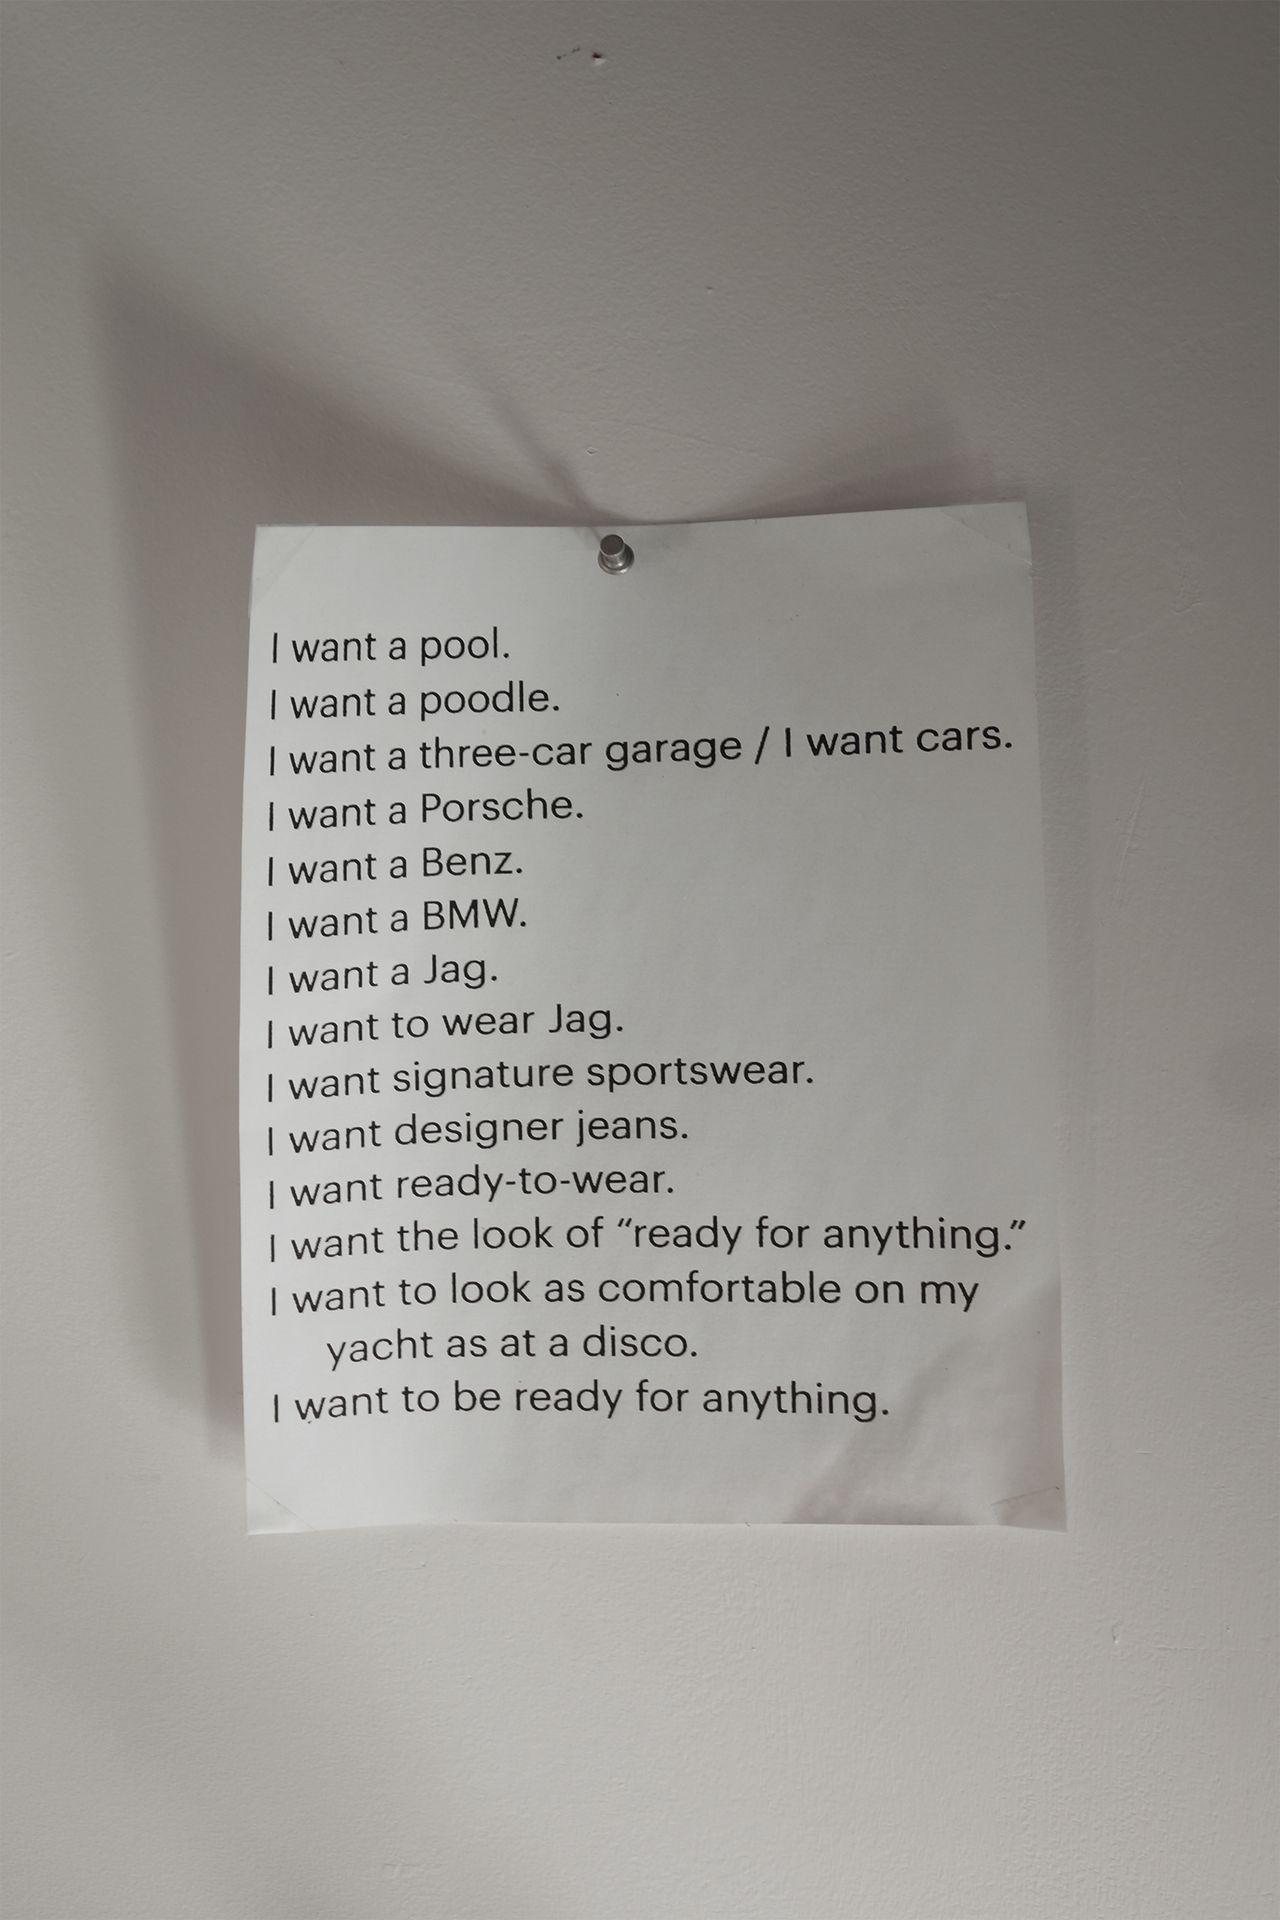 I want a pool.
I want a poodle.
I want a three-car garage / I want cars.
I want a Porsche.
I want a Benz.
I want a BMW.
I want a Jag.
I want to wear Jag.
I want signature sportswear.
I want designer jeans.
I want ready-to-wear.
I want the look of “ready for anything.”
I want to look as comfortable on my
yacht as at a disco.
I want to be ready for anything.